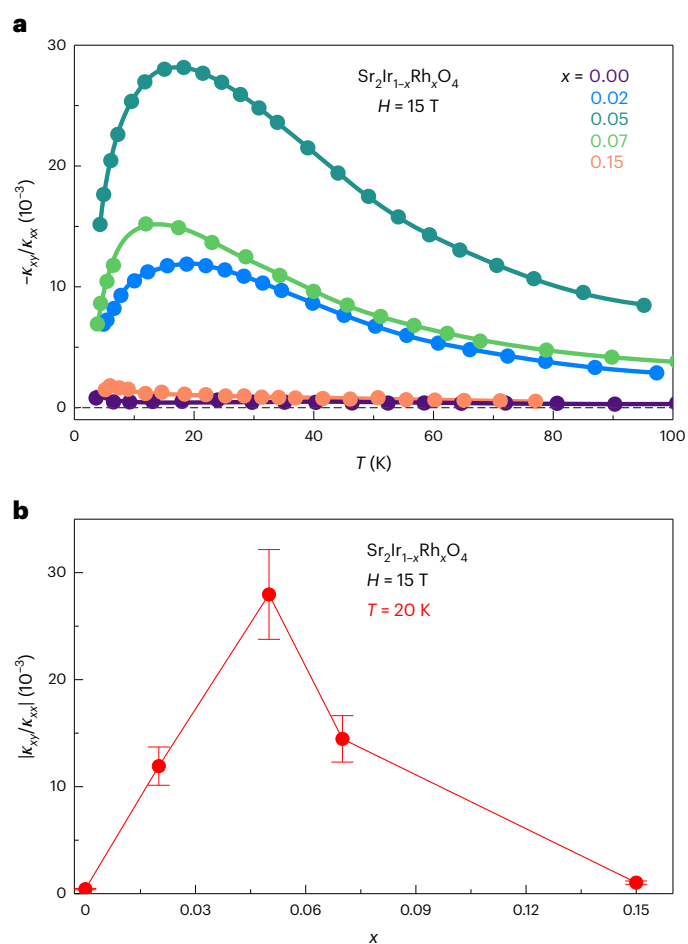 a
30
20
10
0
−κxy/κxx (10−3)
Sr2Ir1−xRhxO4
H = 15 T
x = 0.00
0.02
0.05
0.07
0.15
0 20 40 60 80 100
T (K)
b
30
20
10
0
|κxy/κxx| (10−3)
Sr2Ir1−xRhxO4
H = 15 T
T = 20 K
0 0.03 0.06 0.09 0.12 0.15
x